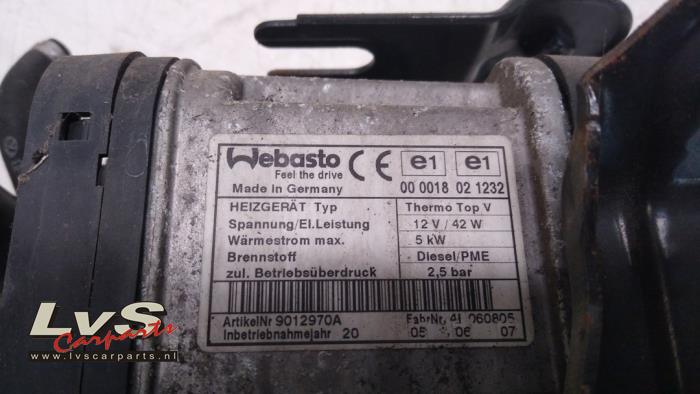 Webasto CE e1 e1
Feel the drive
Made In Germany 00 0018 02 1232
HEIZGERÄT Typ Thermo Top V
Spannung/El.Leistung 12 V / 42 W
Wärmestrom max. 5 kW
Brennstoff Diesel/PME
zul. Betriebsüberdruck 2,5 bar
ArtikelNr 9012970A FabrNr. 060805
Inbetriebnahmejahr 20 05 06 07
LvS
Carparts
www.lvscarparts.nl